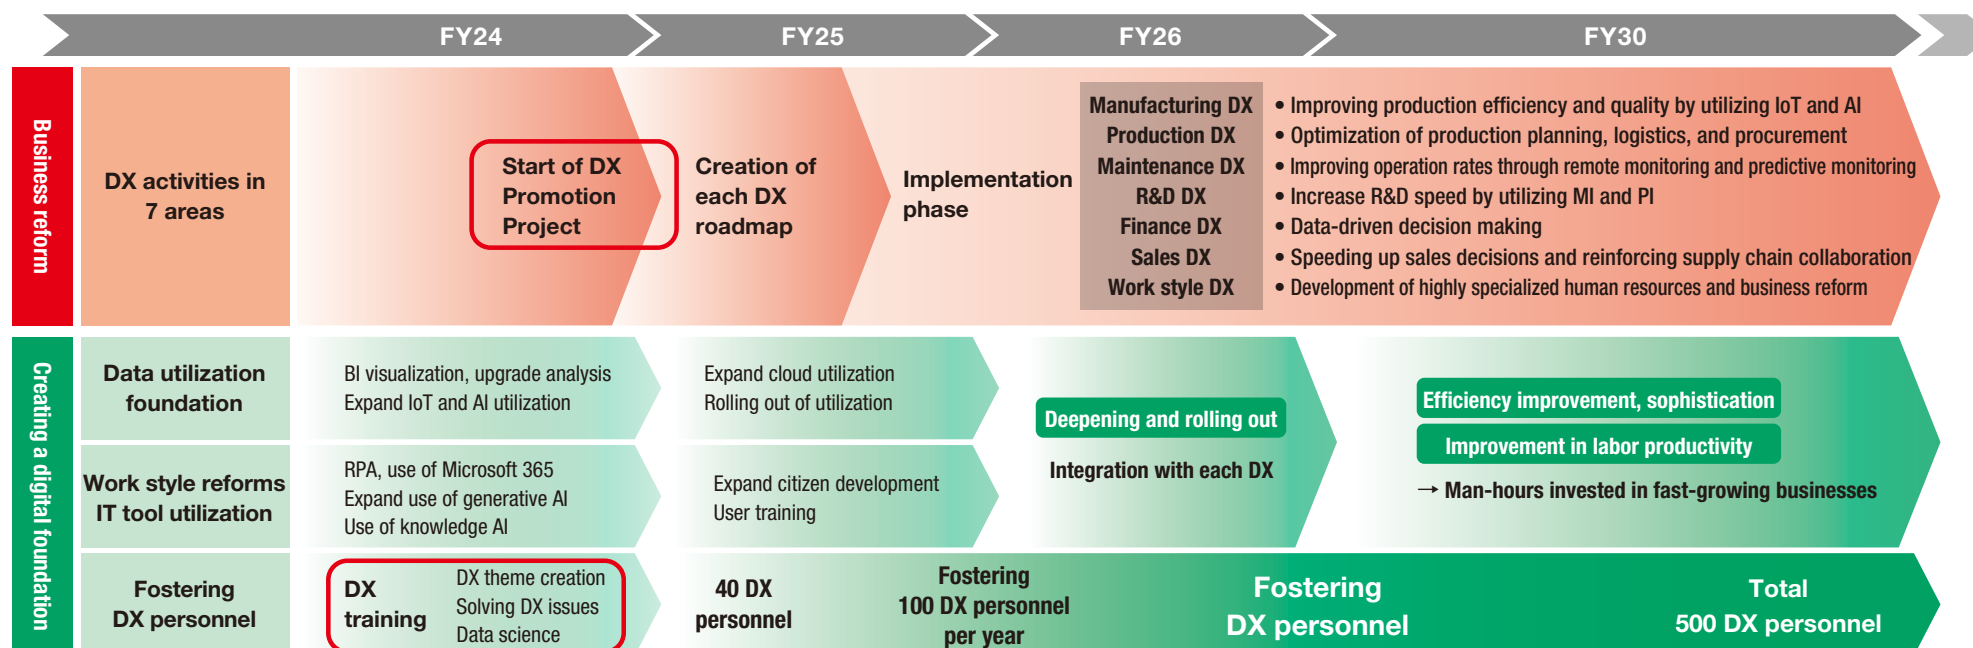 FY24
FY25
FY26
FY30
Business reform
DX activities in
7 areas
Start of DX
Promotion
Project
Creation of
each DX
roadmap
Implementation
phase
Manufacturing DX
• Improving production efficiency and quality by utilizing IoT and AI
Production DX
• Optimization of production planning, logistics, and procurement
Maintenance DX
• Improving operation rates through remote monitoring and predictive monitoring
R&D DX
• Increase R&D speed by utilizing MI and PI
Finance DX
• Data-driven decision making
Sales DX
• Speeding up sales decisions and reinforcing supply chain collaboration
Work style DX
• Development of highly specialized human resources and business reform
Creating a digital foundation
Data utilization
foundation
BI visualization, upgrade analysis
Expand IoT and AI utilization
Expand cloud utilization
Rolling out of utilization
Work style reforms
IT tool utilization
RPA, use of Microsoft 365
Expand use of generative AI
Use of knowledge AI
Expand citizen development
User training
Deepening and rolling out
Integration with each DX
Efficiency improvement, sophistication
Improvement in labor productivity
→ Man-hours invested in fast-growing businesses
Fostering
DX personnel
DX
training
DX theme creation
Solving DX issues
Data science
40 DX
personnel
Fostering
100 DX personnel
per year
Fostering
DX personnel
Total
500 DX personnel